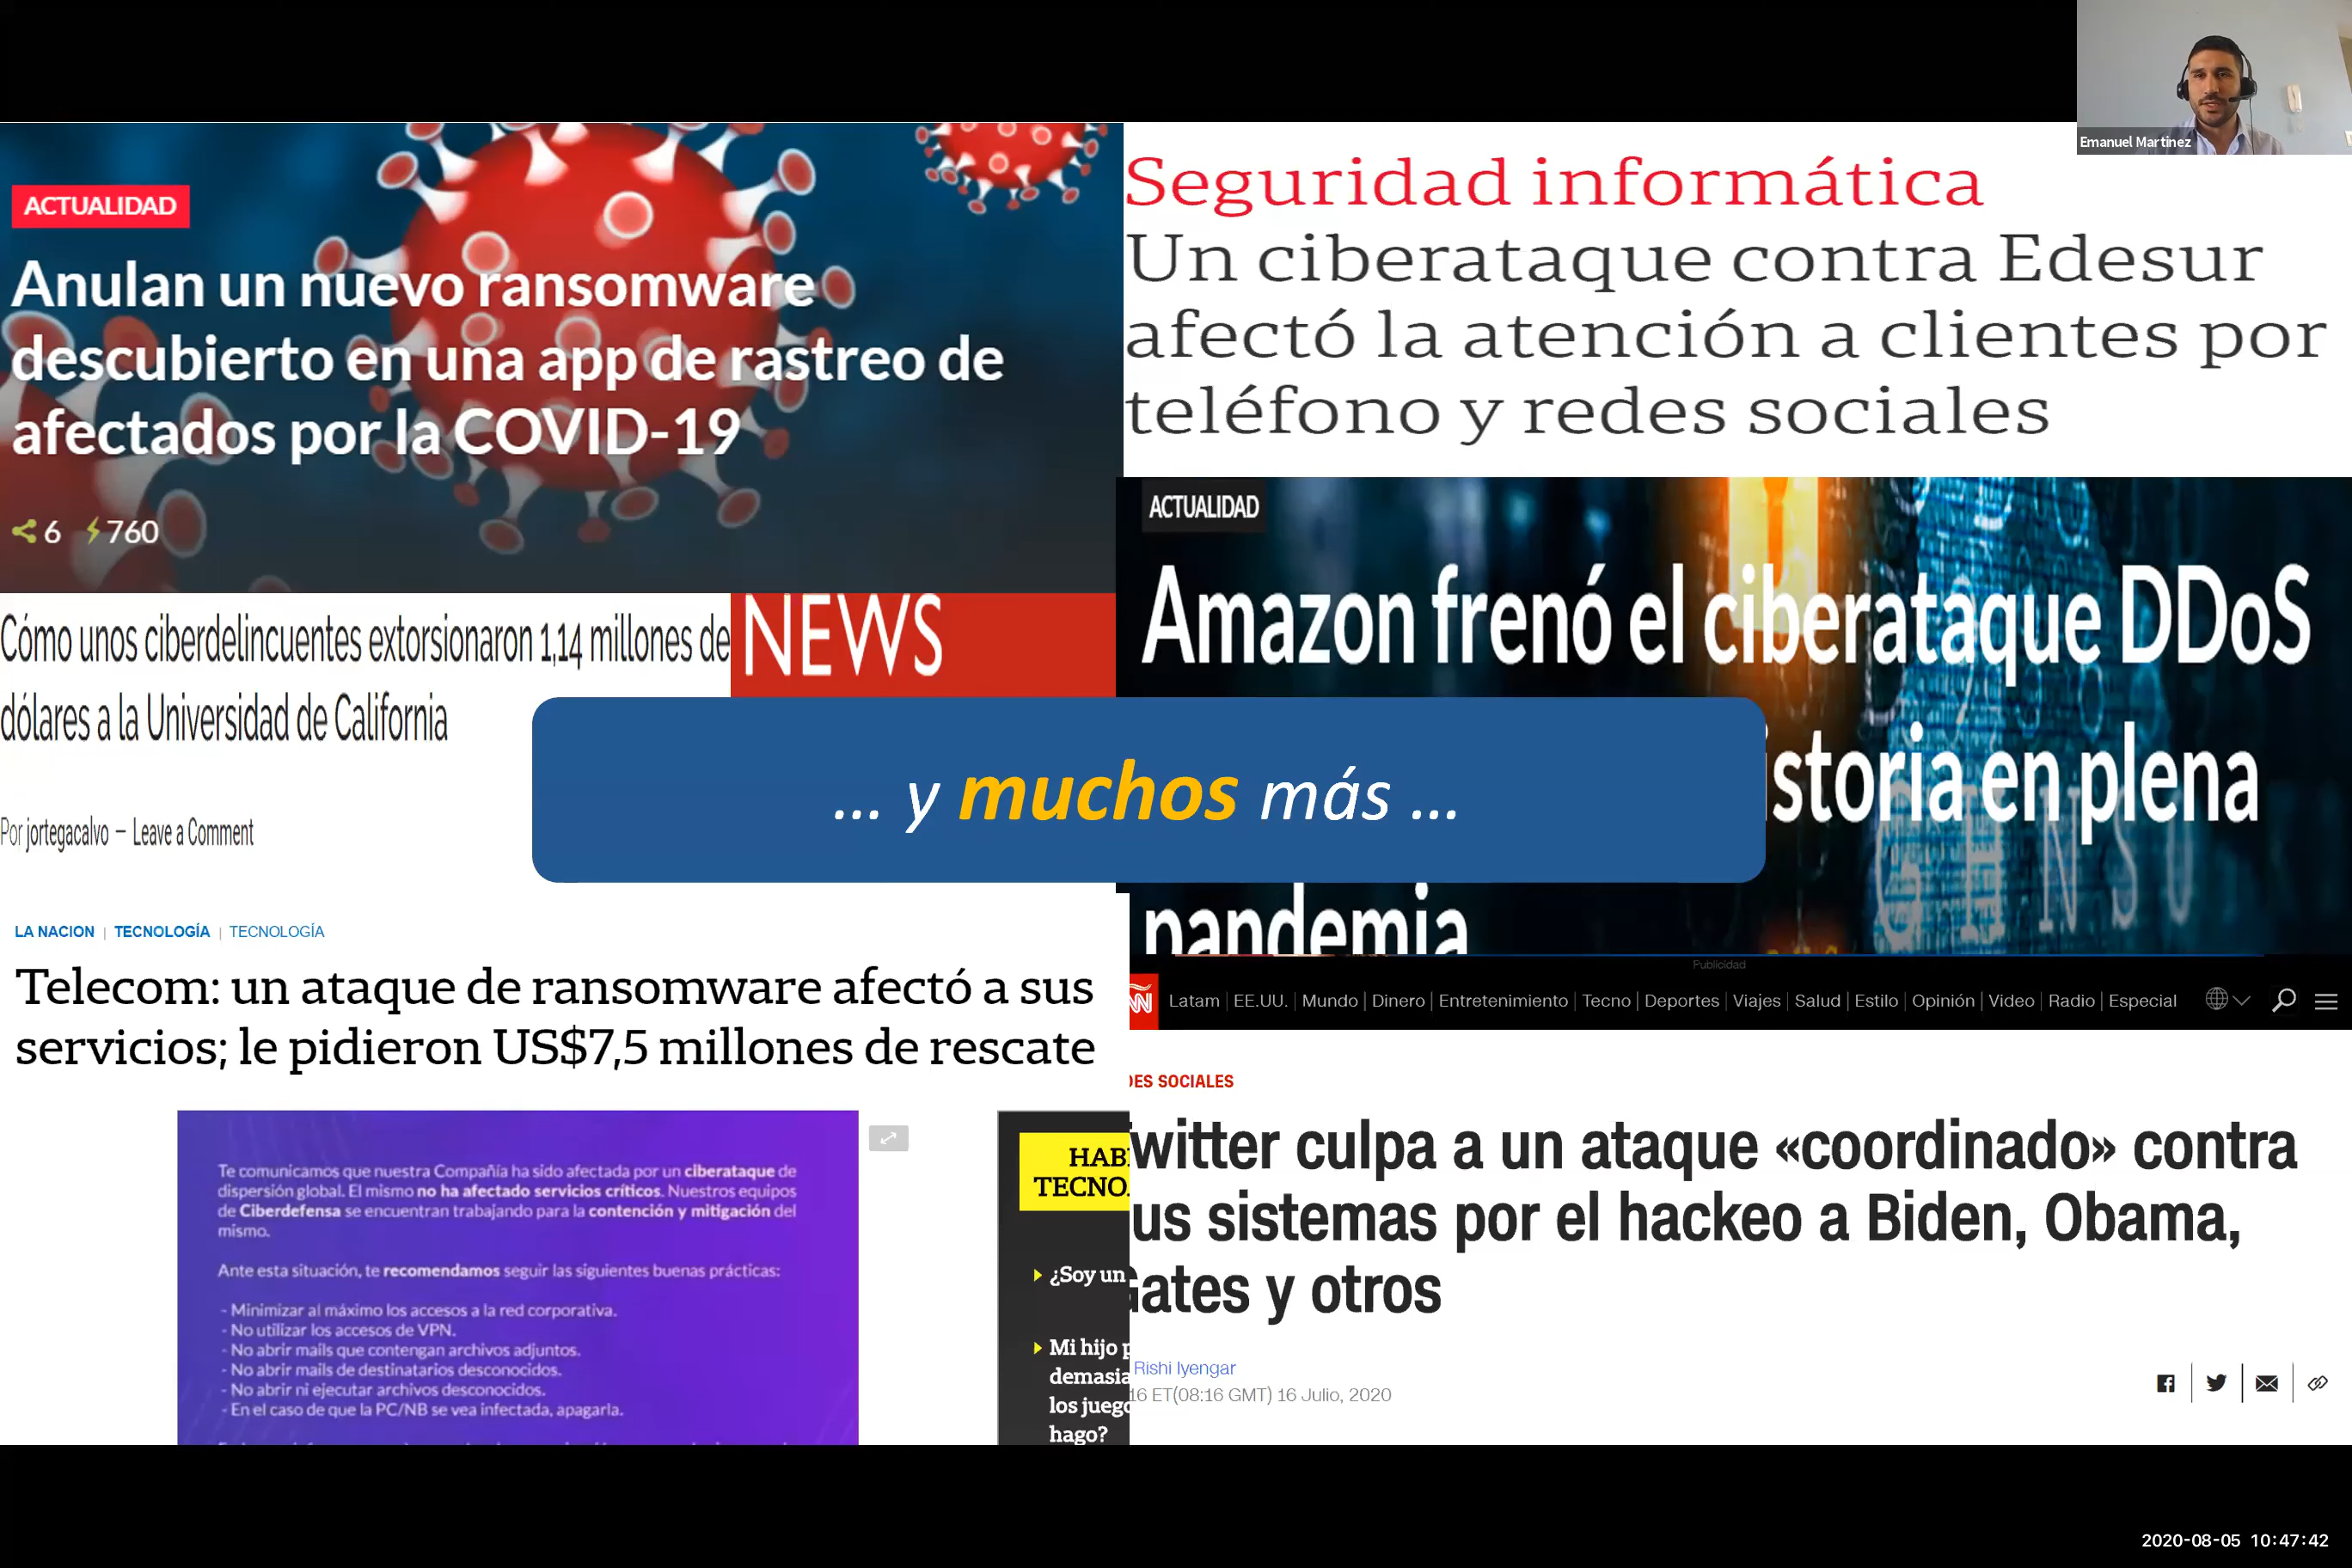 Emanuel Martinez
ACTUALIDAD
Anulan un nuevo ransomware
descubierto en una app de rastreo de
afectados por la COVID-19
6 760
Seguridad informática
Un ciberataque contra Edesur
afectó la atención a clientes por
teléfono y redes sociales
ACTUALIDAD
Amazon frenó el ciberataque DDoS
storia en plena
pandemia
Cómo unos ciberdelincuentes extorsionaron 1,14 millones de
dólares a la Universidad de California
Por jortegacalvo — Leave a Comment
NEWS
... y muchos más ...
LA NACION | TECNOLOGÍA | TECNOLOGÍA
Telecom: un ataque de ransomware afectó a sus
servicios; le pidieron US$7,5 millones de rescate
Te comunicamos que nuestra Compañía ha sido afectada por un ciberataque de
dispersión global. El mismo no ha afectado servicios críticos. Nuestros equipos
de Ciberdefensa se encuentran trabajando para la contención y mitigación del
mismo.
Ante esta situación, te recomendamos seguir las siguientes buenas prácticas:
- Minimizar al máximo los accesos a la red corporativa.
- No utilizar los accesos de VPN.
- No abrir mails que contengan archivos adjuntos.
- No abrir mails de destinatarios desconocidos.
- No abrir ni ejecutar archivos desconocidos.
- En el caso de que la PC/NB se vea infectada, apagarla.
HAB
TECNO
¿Soy un
Mi hijo p
demasia
los juego
hago?
Publicidad
Latam | EE.UU. | Mundo | Dinero | Entretenimiento | Tecno | Deportes | Viajes | Salud | Estilo | Opinión | Video | Radio | Especial
DES SOCIALES
witter culpa a un ataque «coordinado» contra
us sistemas por el hackeo a Biden, Obama,
Gates y otros
Rishi Iyengar
16 ET(08:16 GMT) 16 Julio, 2020
2020-08-05 10:47:42